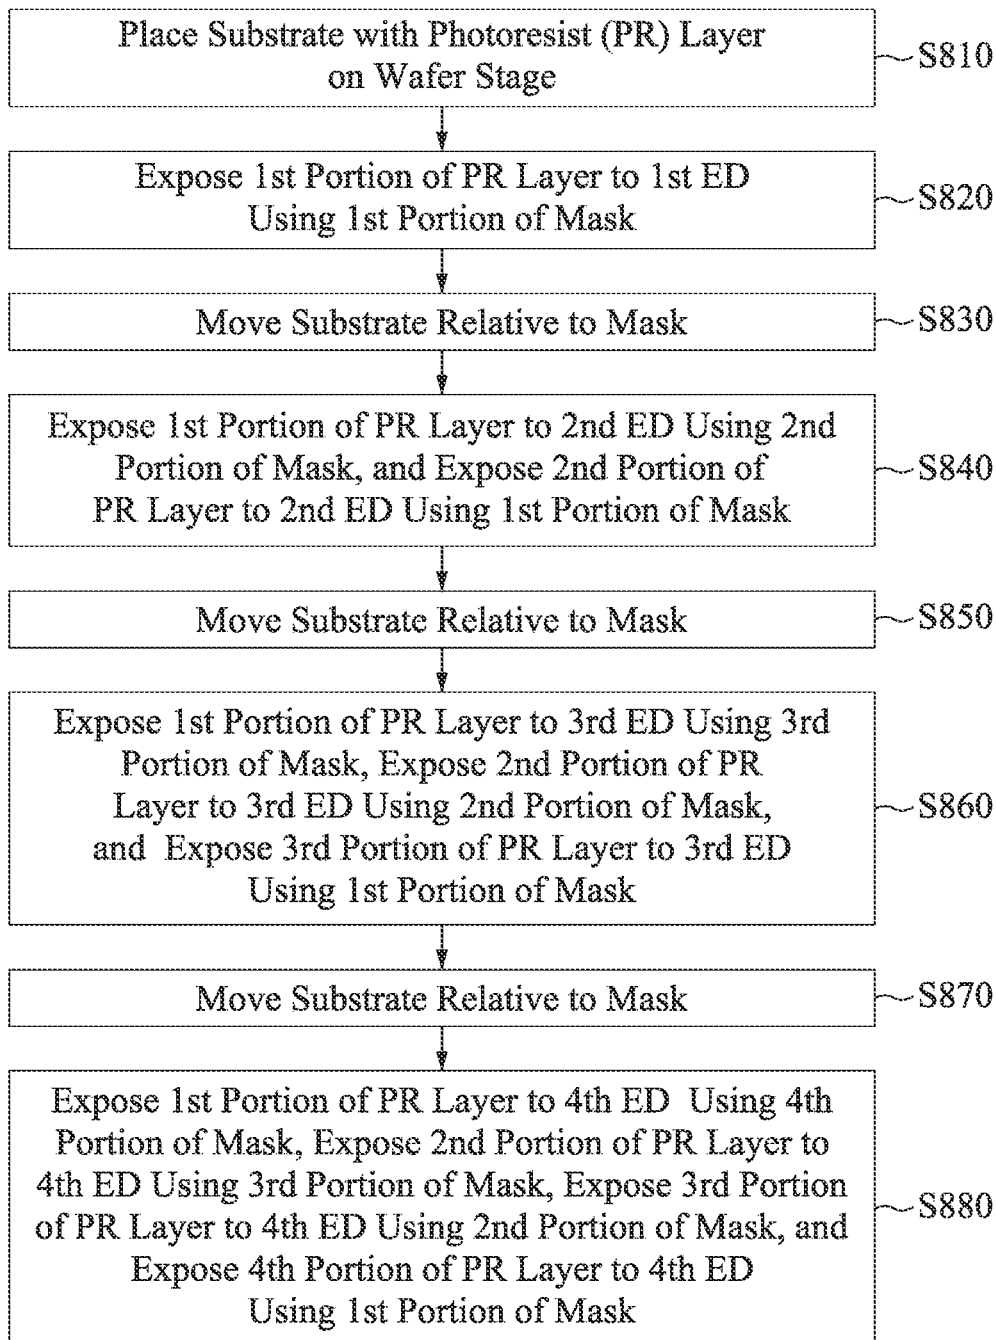 Place Substrate with Photoresist (PR) Layer
on Wafer Stage
S810
Expose 1st Portion of PR Layer to 1st ED
Using 1st Portion of Mask
S820
Move Substrate Relative to Mask
S830
Expose 1st Portion of PR Layer to 2nd ED Using 2nd
Portion of Mask, and Expose 2nd Portion of
PR Layer to 2nd ED Using 1st Portion of Mask
S840
Move Substrate Relative to Mask
S850
Expose 1st Portion of PR Layer to 3rd ED Using 3rd
Portion of Mask, Expose 2nd Portion of PR
Layer to 3rd ED Using 2nd Portion of Mask,
and Expose 3rd Portion of PR Layer to 3rd ED
Using 1st Portion of Mask
S860
Move Substrate Relative to Mask
S870
Expose 1st Portion of PR Layer to 4th ED Using 4th
Portion of Mask, Expose 2nd Portion of PR Layer to
4th ED Using 3rd Portion of Mask, Expose 3rd Portion
of PR Layer to 4th ED Using 2nd Portion of Mask, and
Expose 4th Portion of PR Layer to 4th ED
Using 1st Portion of Mask
S880